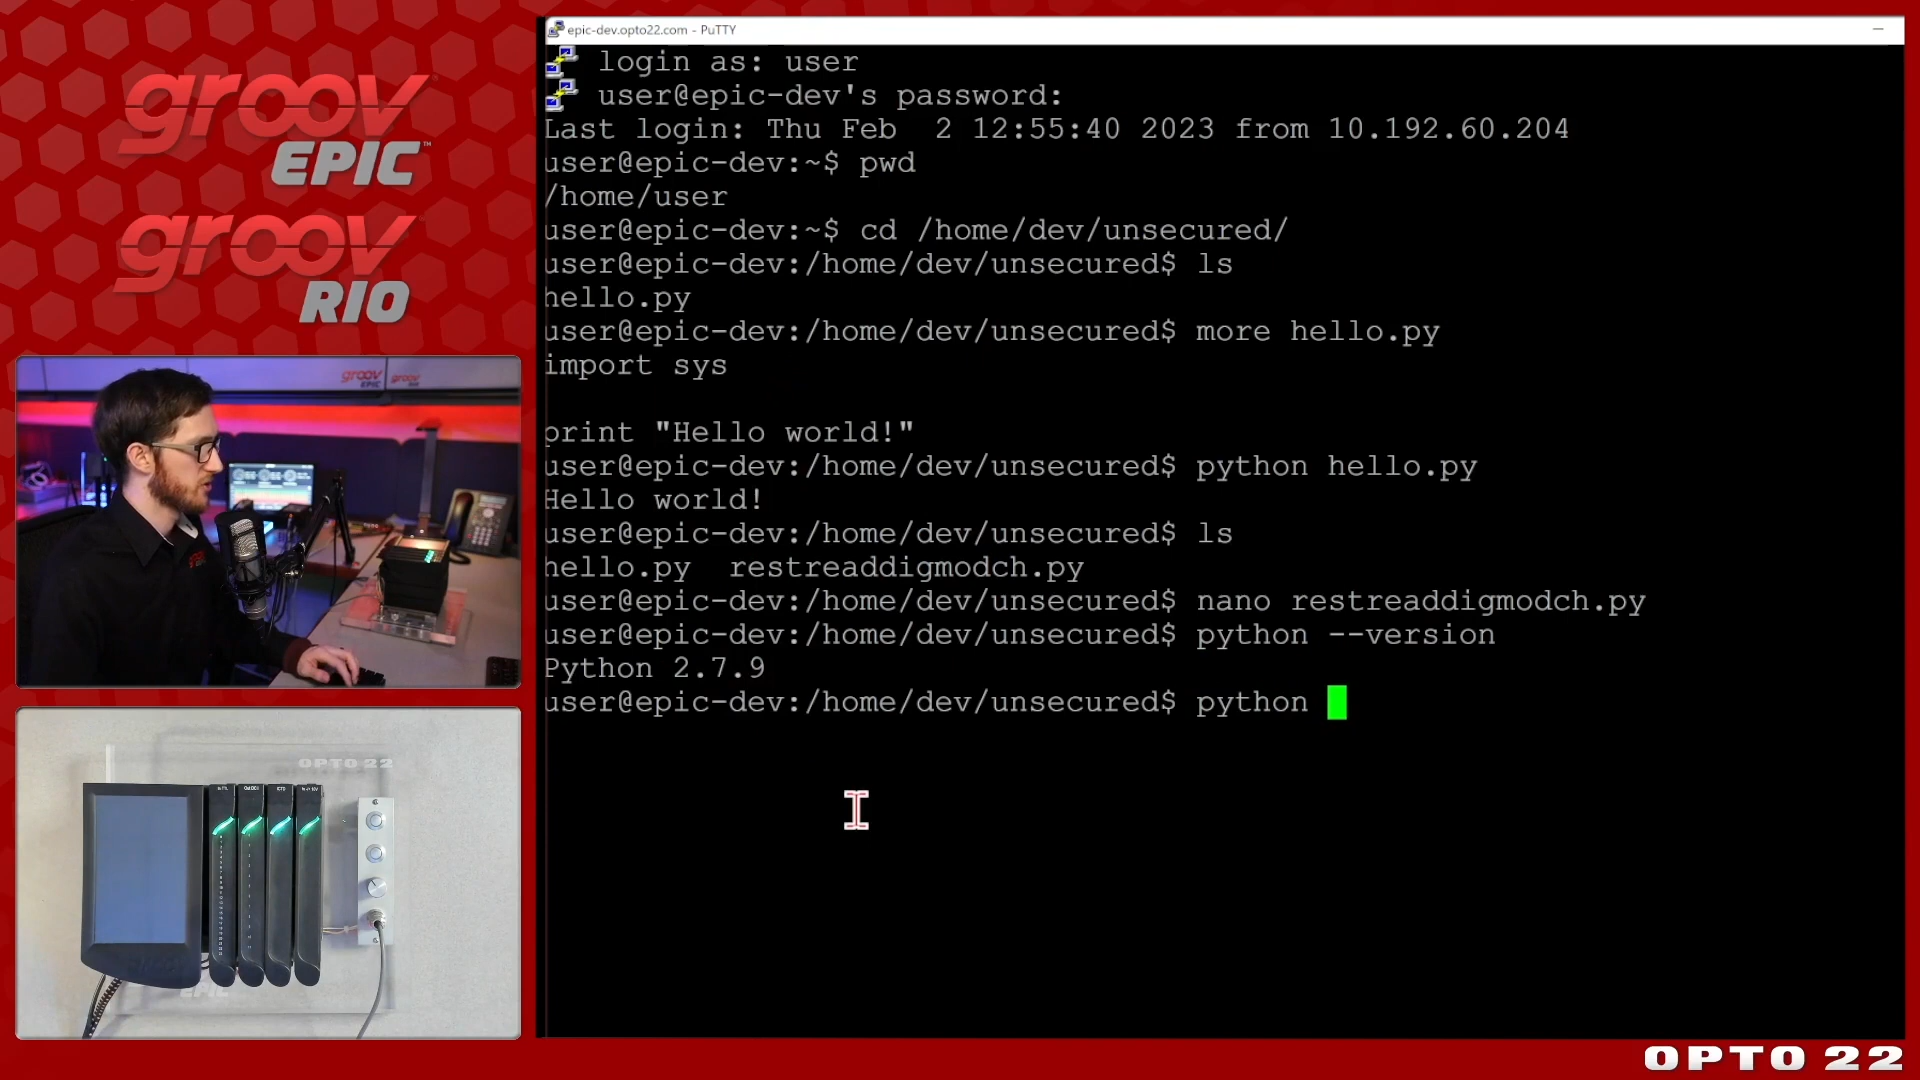 groov
EPIC™
groov
RIO
epic-dev.opto22.com - PuTTY
login as: user
user@epic-dev's password:
Last login: Thu Feb  2 12:55:40 2023 from 10.192.60.204
user@epic-dev:~$ pwd
/home/user
user@epic-dev:~$ cd /home/dev/unsecured/
user@epic-dev:/home/dev/unsecured$ ls
hello.py
user@epic-dev:/home/dev/unsecured$ more hello.py
import sys
print "Hello world!"
user@epic-dev:/home/dev/unsecured$ python hello.py
Hello world!
user@epic-dev:/home/dev/unsecured$ ls
hello.py  restreaddigmodch.py
user@epic-dev:/home/dev/unsecured$ nano restreaddigmodch.py
user@epic-dev:/home/dev/unsecured$ python --version
Python 2.7.9
user@epic-dev:/home/dev/unsecured$ python
groov
EPIC
groov
OPTO 22
EPIC
OPTO 22